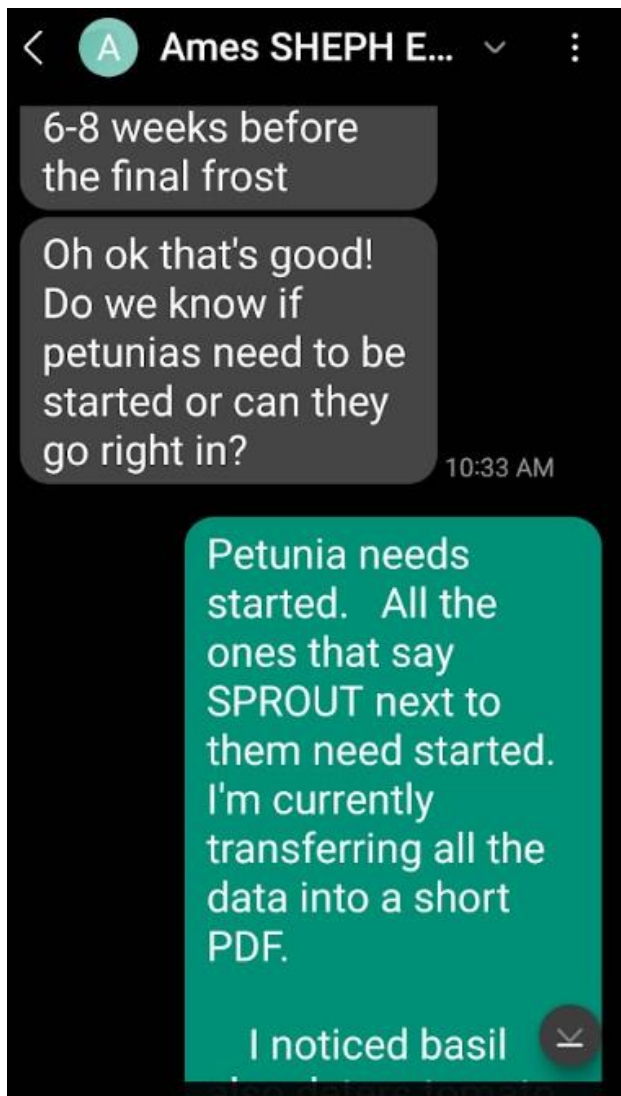 A Ames SHEPH E...
6-8 weeks before
the final frost
Oh ok that's good!
Do we know if
petunias need to be
started or can they
go right in?
10:33 AM
Petunia needs
started. All the
ones that say
SPROUT next to
them need started.
I'm currently
transferring all the
data into a short
PDF.
I noticed basil